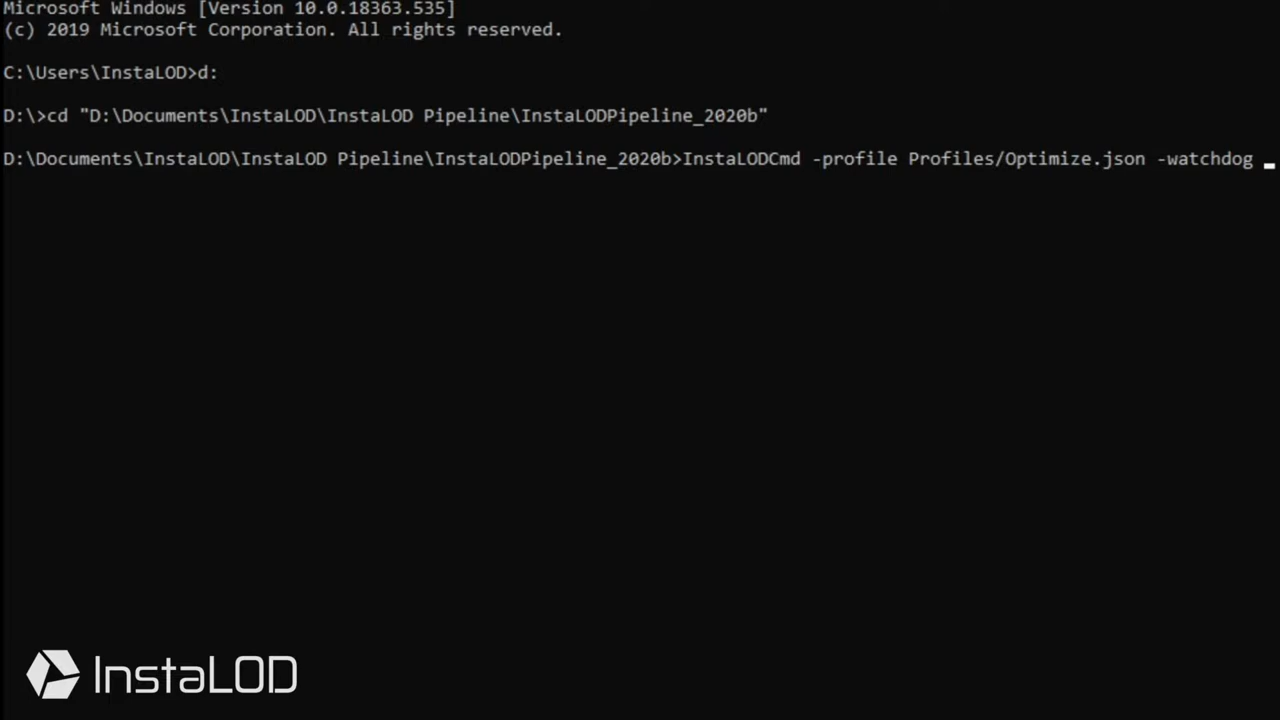 Microsoft Windows [Version 10.0.18363.535]
(c) 2019 Microsoft Corporation. All rights reserved.
C:\Users\InstaLOD>d:
D:\>cd "D:\Documents\InstaLOD\InstaLOD Pipeline\InstaLODPipeline_2020b"
D:\Documents\InstaLOD\InstaLOD Pipeline\InstaLODPipeline_2020b>InstaLODCmd -profile Profiles/Optimize.json -watchdog
InstaLOD